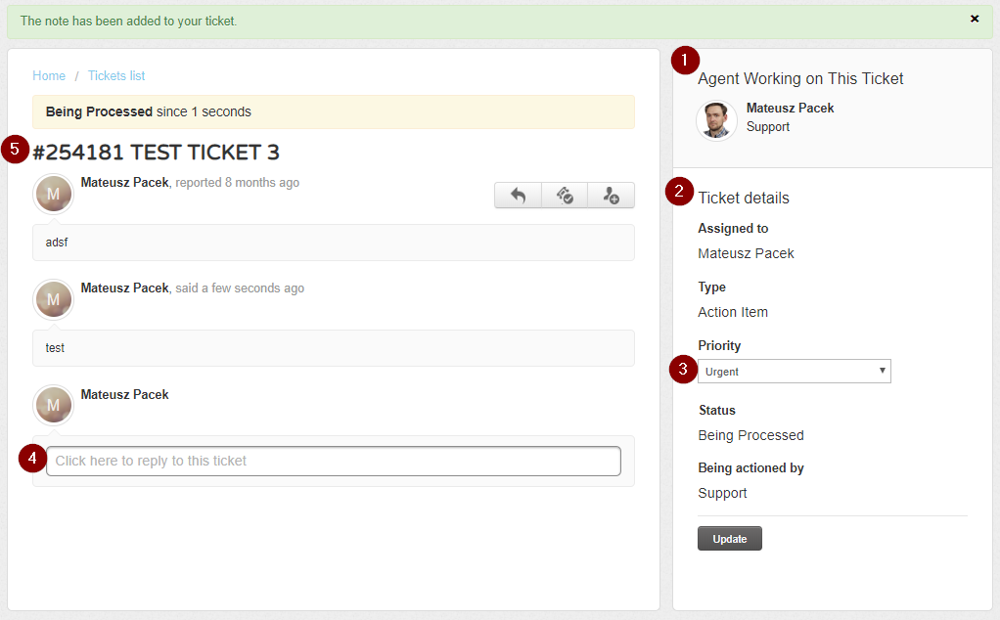 The note has been added to your ticket. ×
Home / Tickets list
Being Processed since 1 seconds
5 #254181 TEST TICKET 3
M Mateusz Pacek, reported 8 months ago
adsf
M Mateusz Pacek, said a few seconds ago
test
M Mateusz Pacek
4 Click here to reply to this ticket
1 Agent Working on This Ticket
Mateusz Pacek
Support
2 Ticket details
Assigned to
Mateusz Pacek
Type
Action Item
Priority
3 Urgent
Status
Being Processed
Being actioned by
Support
Update